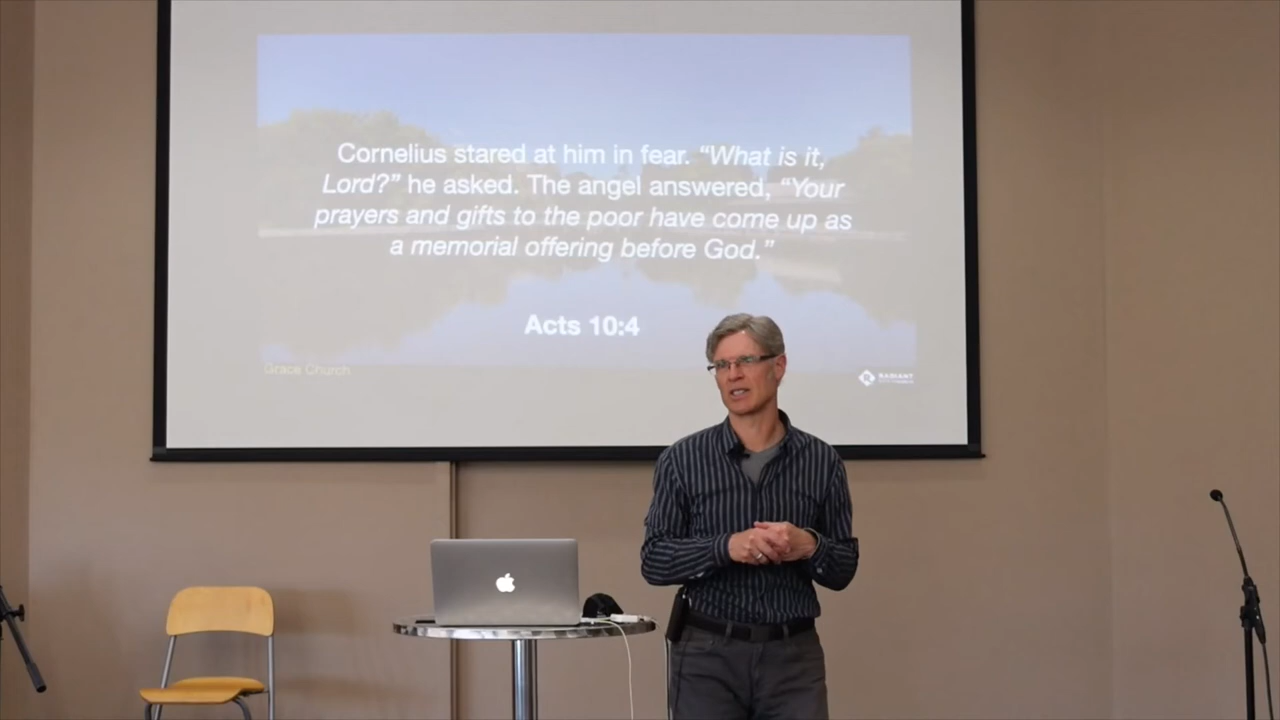 Cornelius stared at him in fear. “What is it,
Lord?” he asked. The angel answered, “Your
prayers and gifts to the poor have come up as
a memorial offering before God.”
Acts 10:4
Grace Church
RADIANT